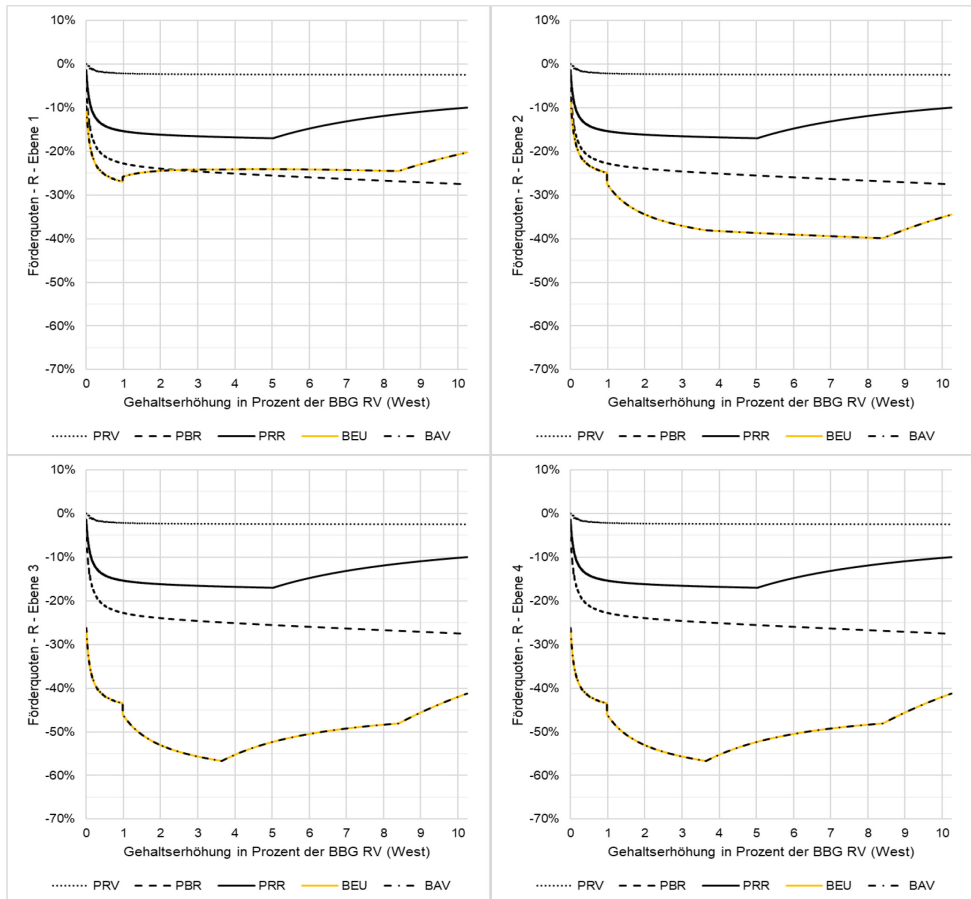 10%
0%
-10%
-20%
-30%
-40%
-50%
-60%
-70%
Förderquoten - R - Ebene 1
0 1 2 3 4 5 6 7 8 9 10
Gehaltserhöhung in Prozent der BBG RV (West)
PRV PBR PRR BEU BAV
10%
0%
-10%
-20%
-30%
-40%
-50%
-60%
-70%
Förderquoten - R - Ebene 2
0 1 2 3 4 5 6 7 8 9 10
Gehaltserhöhung in Prozent der BBG RV (West)
PRV PBR PRR BEU BAV
10%
0%
-10%
-20%
-30%
-40%
-50%
-60%
-70%
Förderquoten - R - Ebene 3
0 1 2 3 4 5 6 7 8 9 10
Gehaltserhöhung in Prozent der BBG RV (West)
PRV PBR PRR BEU BAV
10%
0%
-10%
-20%
-30%
-40%
-50%
-60%
-70%
Förderquoten - R - Ebene 4
0 1 2 3 4 5 6 7 8 9 10
Gehaltserhöhung in Prozent der BBG RV (West)
PRV PBR PRR BEU BAV